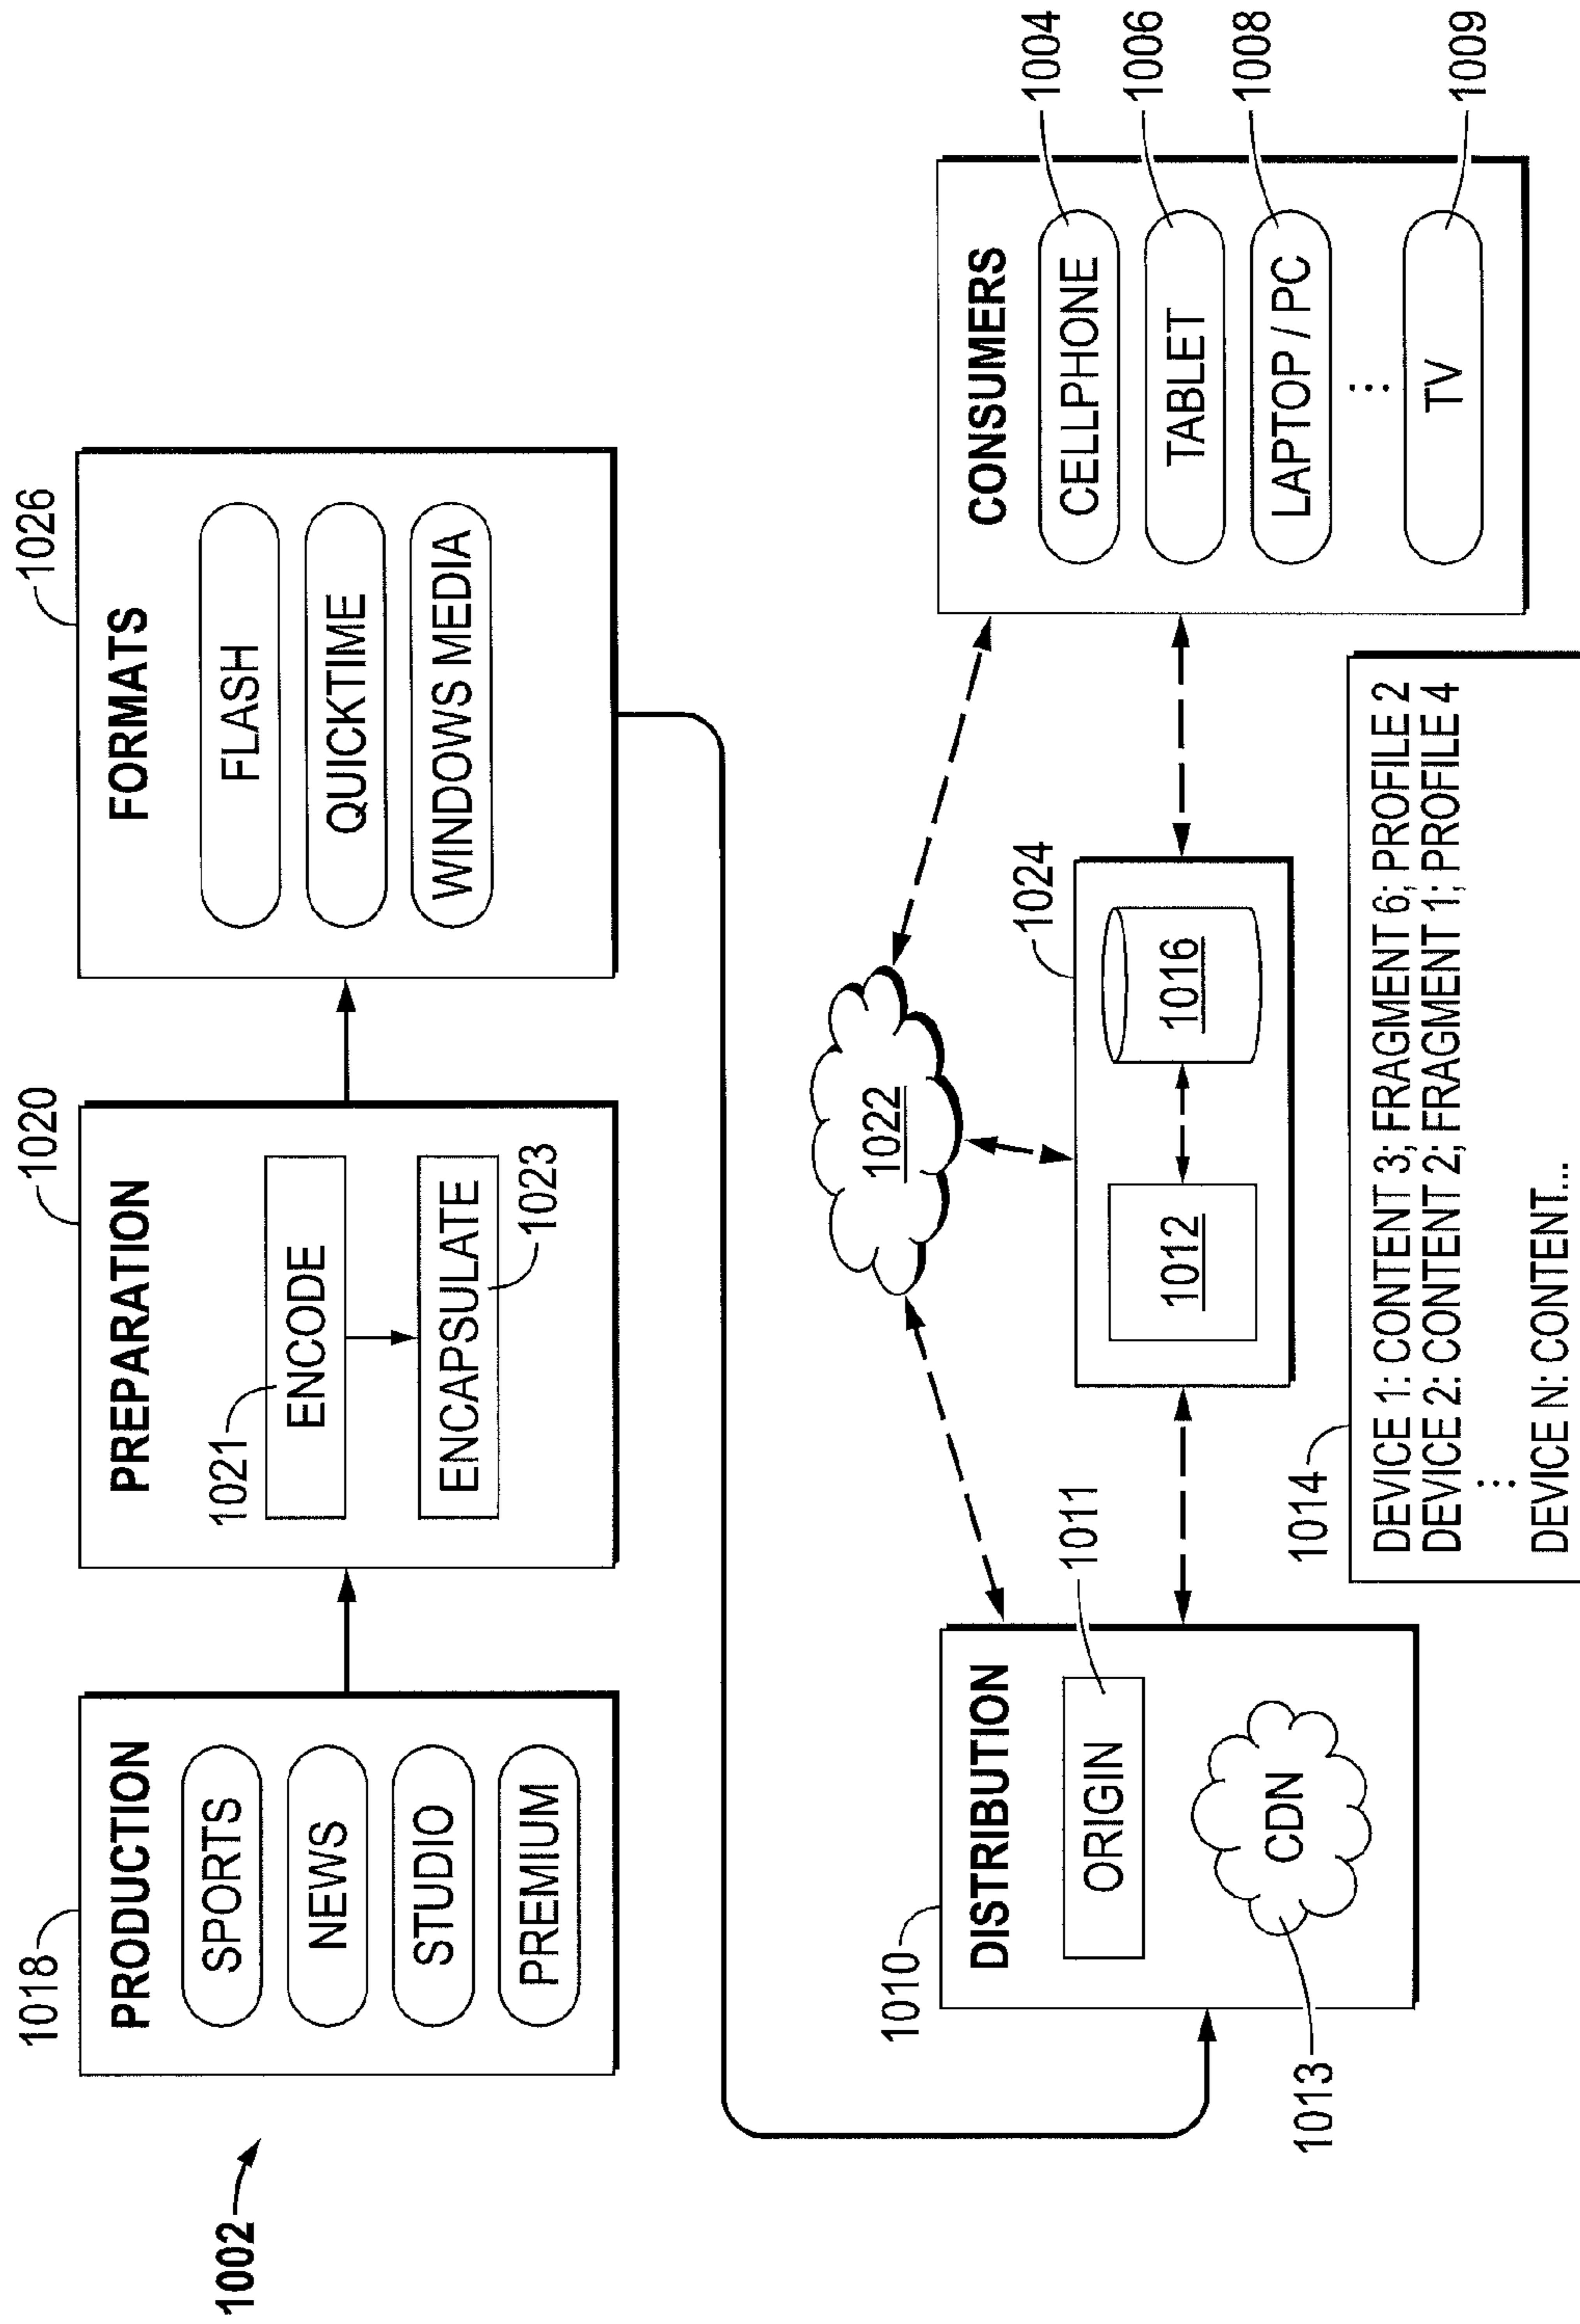 1002
1018
PRODUCTION
SPORTS
NEWS
STUDIO
PREMIUM
1020
PREPARATION
1021
ENCODE
ENCAPSULATE
1023
1026
FORMATS
FLASH
QUICKTIME
WINDOWS MEDIA
1010
DISTRIBUTION
ORIGIN
1011
CDN
1013
1022
1024
1012
1016
CONSUMERS
CELLPHONE
1004
TABLET
1006
LAPTOP / PC
1008
⋮
TV
1009
1014
DEVICE 1: CONTENT 3; FRAGMENT 6; PROFILE 2
DEVICE 2: CONTENT 2; FRAGMENT 1; PROFILE 4
⋮
DEVICE N: CONTENT...